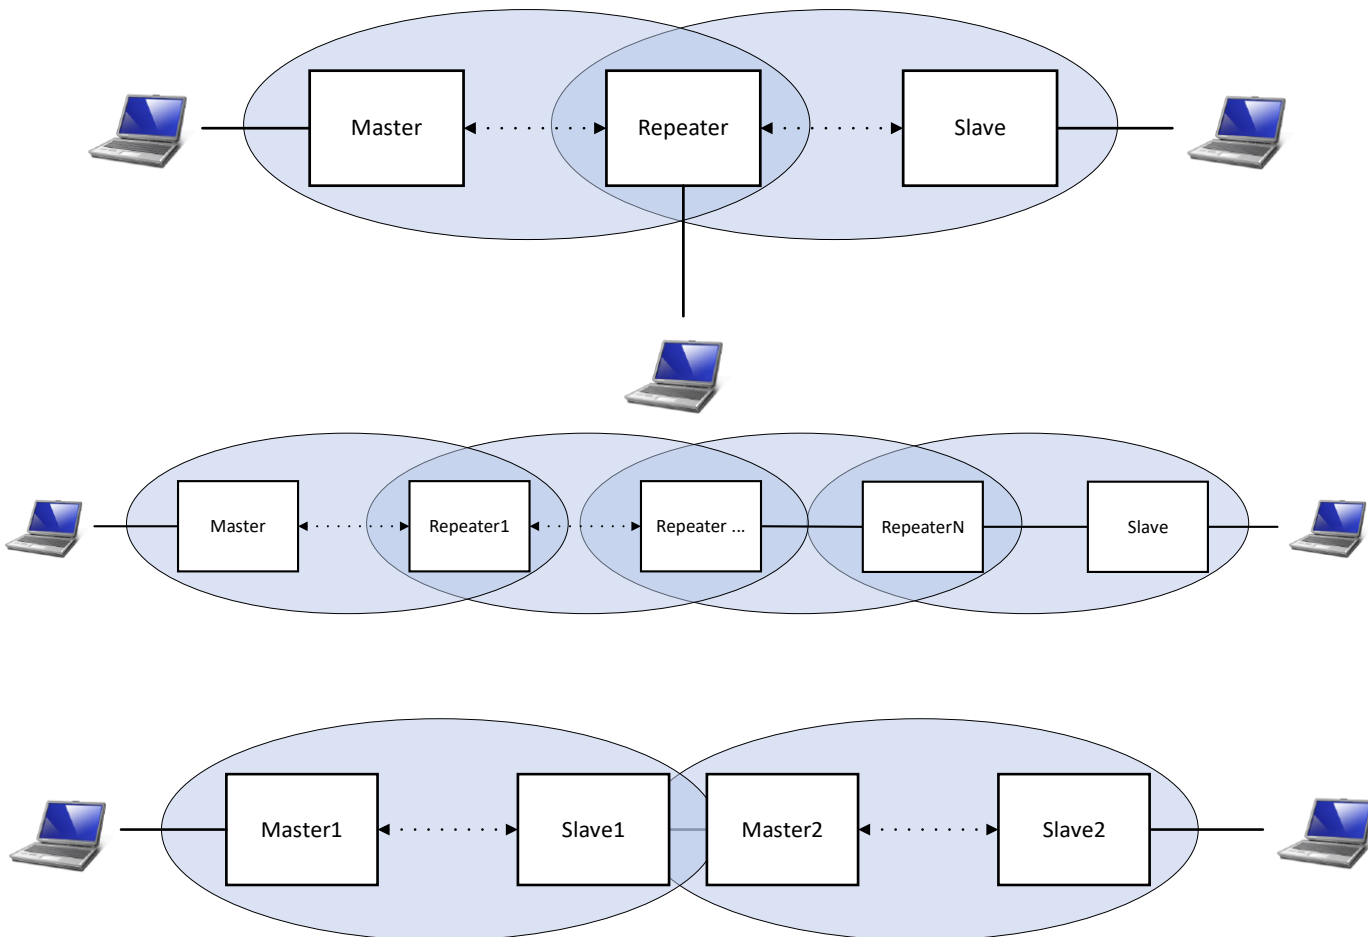 Master
Repeater
Slave
Master
Repeater1
Repeater ...
RepeaterN
Slave
Master1
Slave1
Master2
Slave2